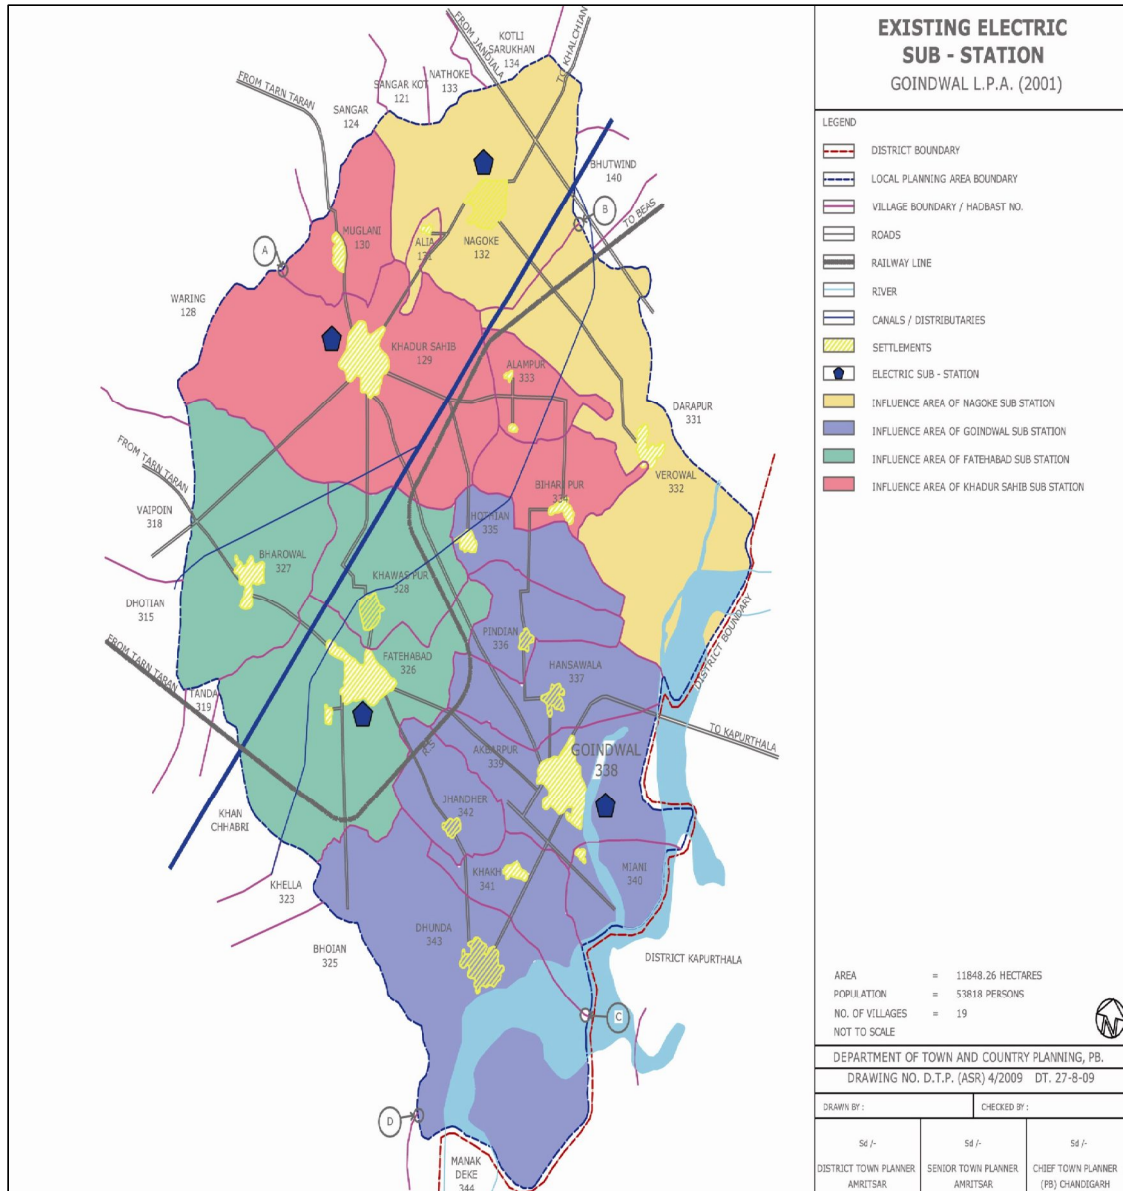 EXISTING ELECTRIC
SUB - STATION
GOINDWAL L.P.A. (2001)
LEGEND
DISTRICT BOUNDARY
LOCAL PLANNING AREA BOUNDARY
VILLAGE BOUNDARY / HADBAST NO.
ROADS
RAILWAY LINE
RIVER
CANALS / DISTRIBUTARIES
SETTLEMENTS
ELECTRIC SUB - STATION
INFLUENCE AREA OF NAGOKE SUB STATION
INFLUENCE AREA OF GOINDWAL SUB STATION
INFLUENCE AREA OF FATEHABAD SUB STATION
INFLUENCE AREA OF KHADUR SAHIB SUB STATION
FROM JANDIALA
KOTLI
SARUKHAN
134
TO KHALCHIAN
NATHOKE
133
SANGAR KOT
121
FROM TARN TARAN
SANGAR
124
BHUTWIND
140
B
TO BEAS
MUGLANI
130
ALIA
131
NAGOKE
132
A
WARING
128
KHADUR SAHIB
129
ALAMPUR
333
DARAPUR
331
VEROWAL
332
FROM TARN TARAN
VAIPOIN
318
BIHARI PUR
334
HOTHIAN
335
BHAROWAL
327
KHAWAS PUR
328
DHOTIAN
315
FROM TARN TARAN
PINDIAN
336
DISTRICT BOUNDARY
FATEHABAD
326
HANSAWALA
337
TANDA
319
TO KAPURTHALA
R.S
AKBARPUR
339
GOINDWAL
338
JHANDHER
342
KHAN
CHHABRI
KHAKH
341
MIANI
340
KHELLA
323
DHUNDA
343
BHOIAN
325
DISTRICT KAPURTHALA
C
D
MANAK
DEKE
344
AREA = 11848.26 HECTARES
POPULATION = 53818 PERSONS
NO. OF VILLAGES = 19
NOT TO SCALE
N
DEPARTMENT OF TOWN AND COUNTRY PLANNING, PB.
DRAWING NO. D.T.P. (ASR) 4/2009 DT. 27-8-09
DRAWN BY : CHECKED BY :
Sd /- Sd /- Sd /-
DISTRICT TOWN PLANNER SENIOR TOWN PLANNER CHIEF TOWN PLANNER
AMRITSAR AMRITSAR (PB) CHANDIGARH